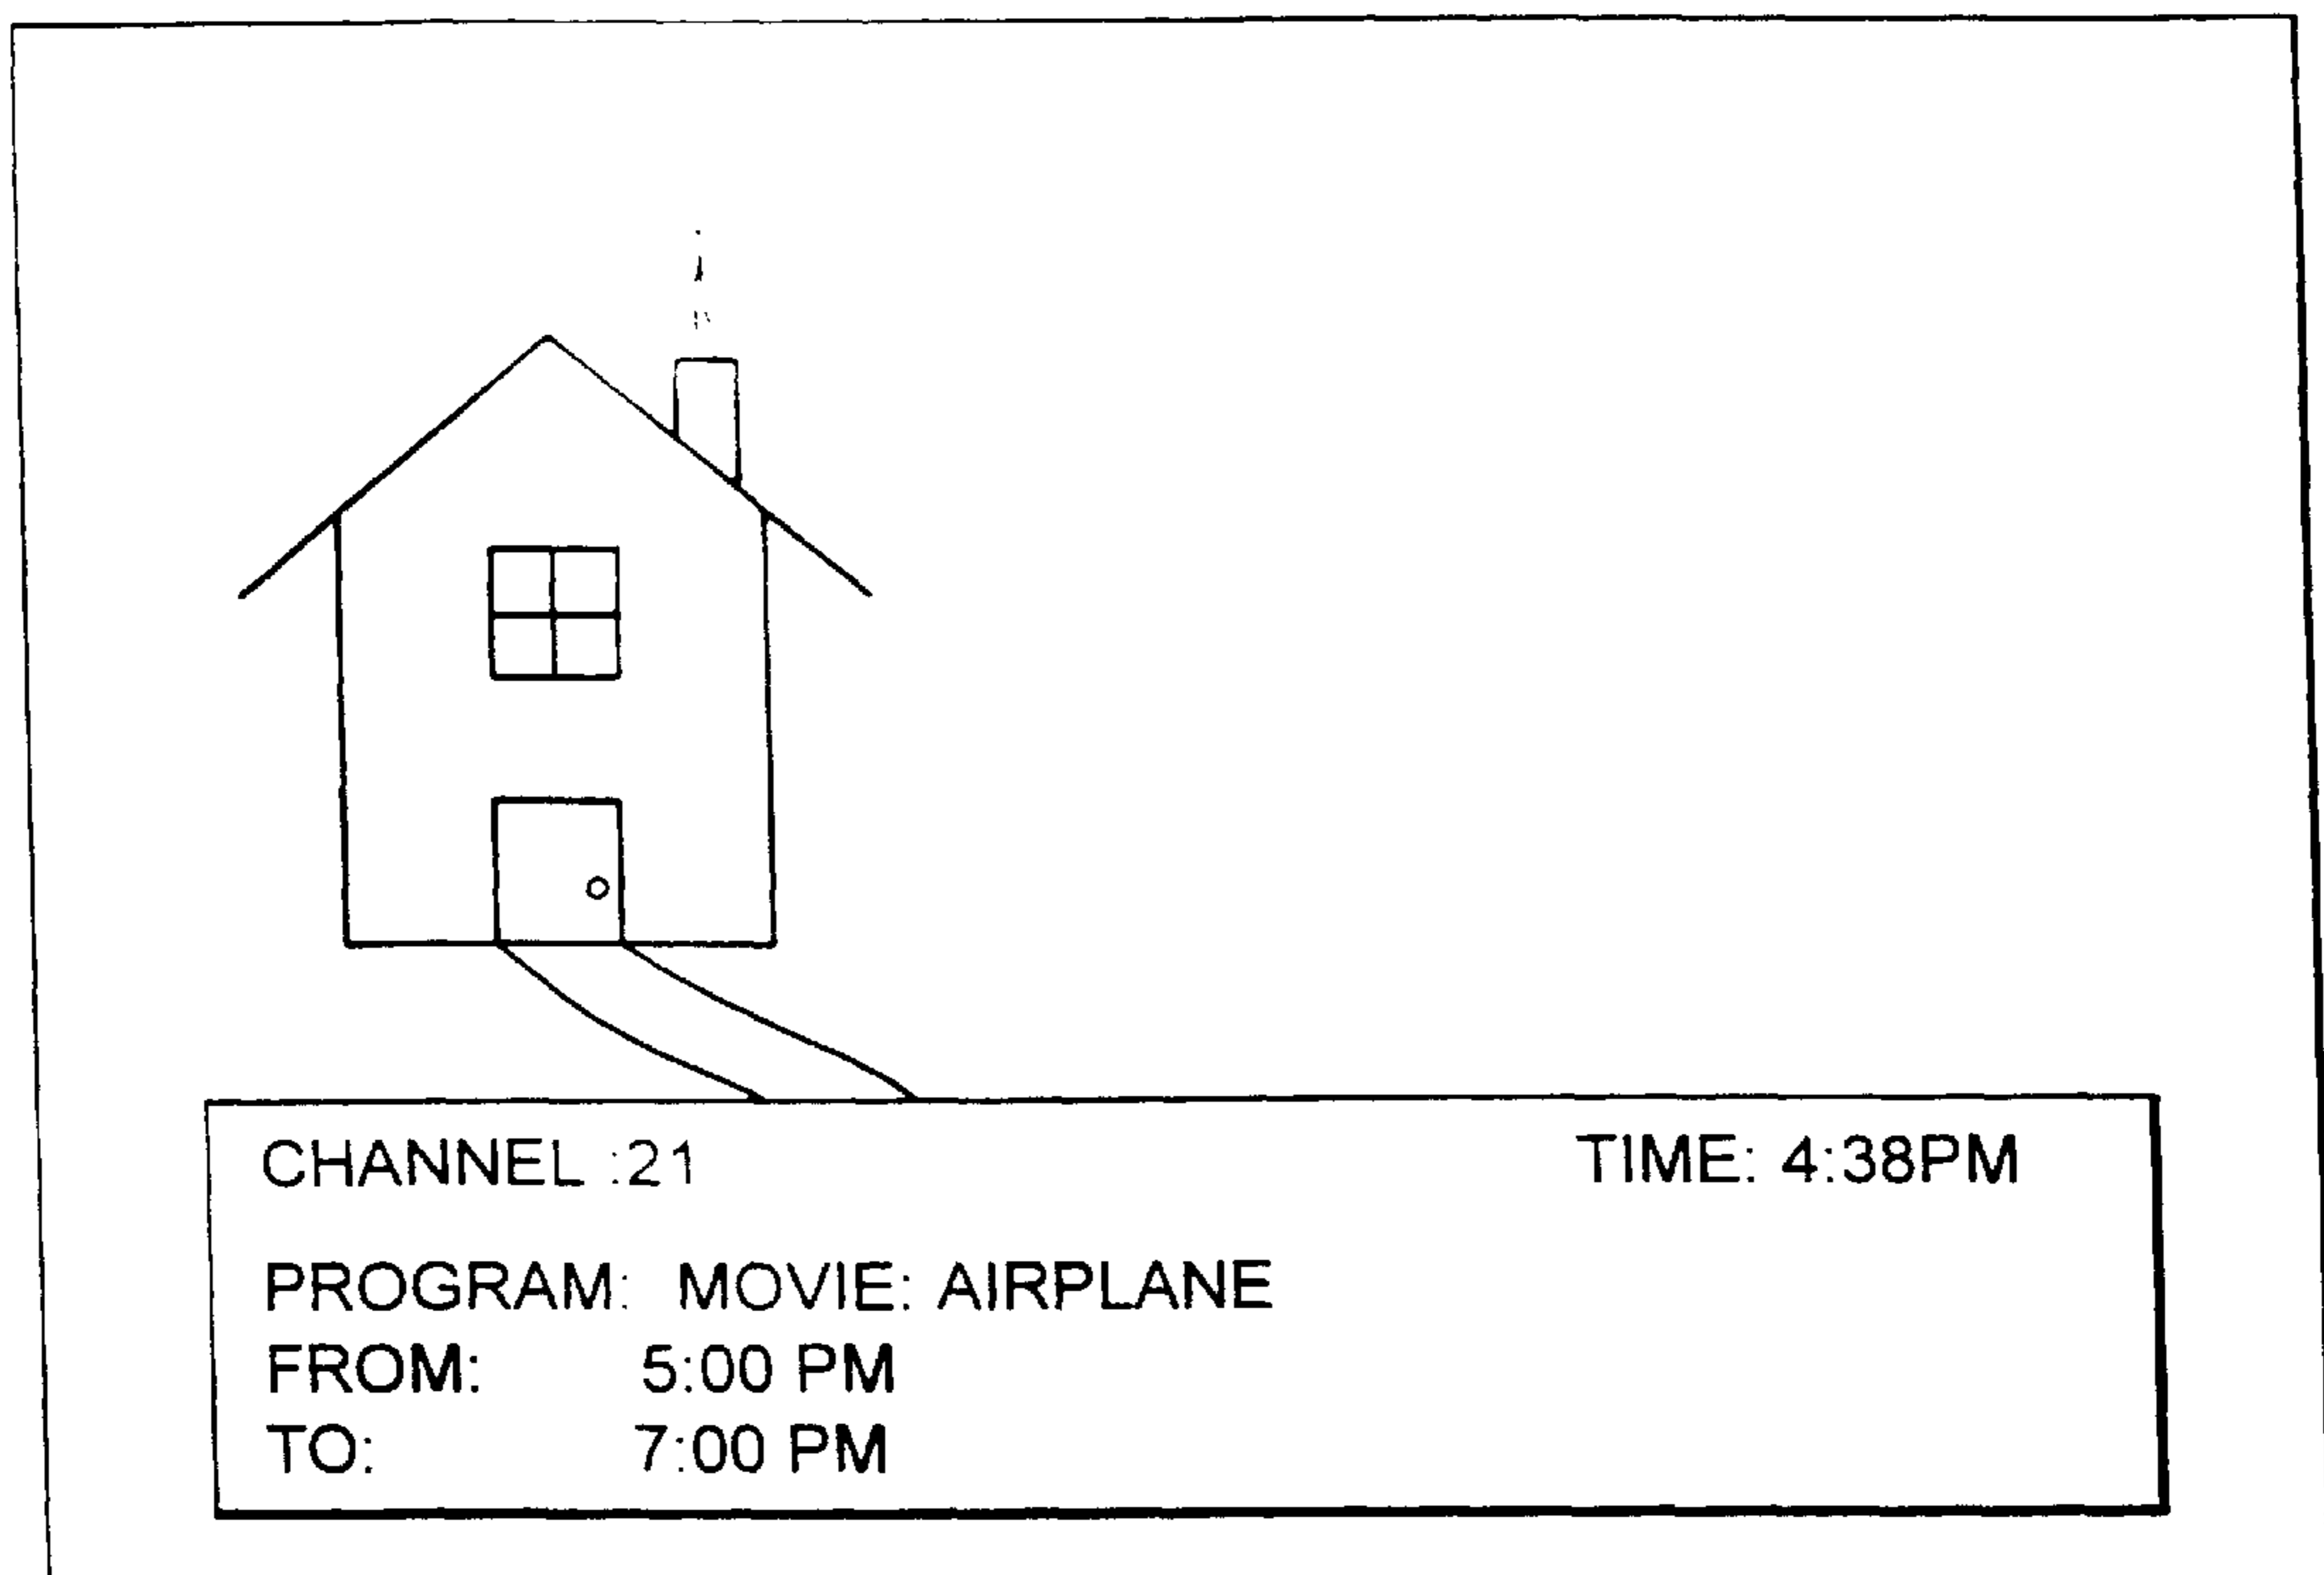 CHANNEL :21 TIME: 4:38PM
PROGRAM: MOVIE: AIRPLANE
FROM: 5:00 PM
TO: 7:00 PM